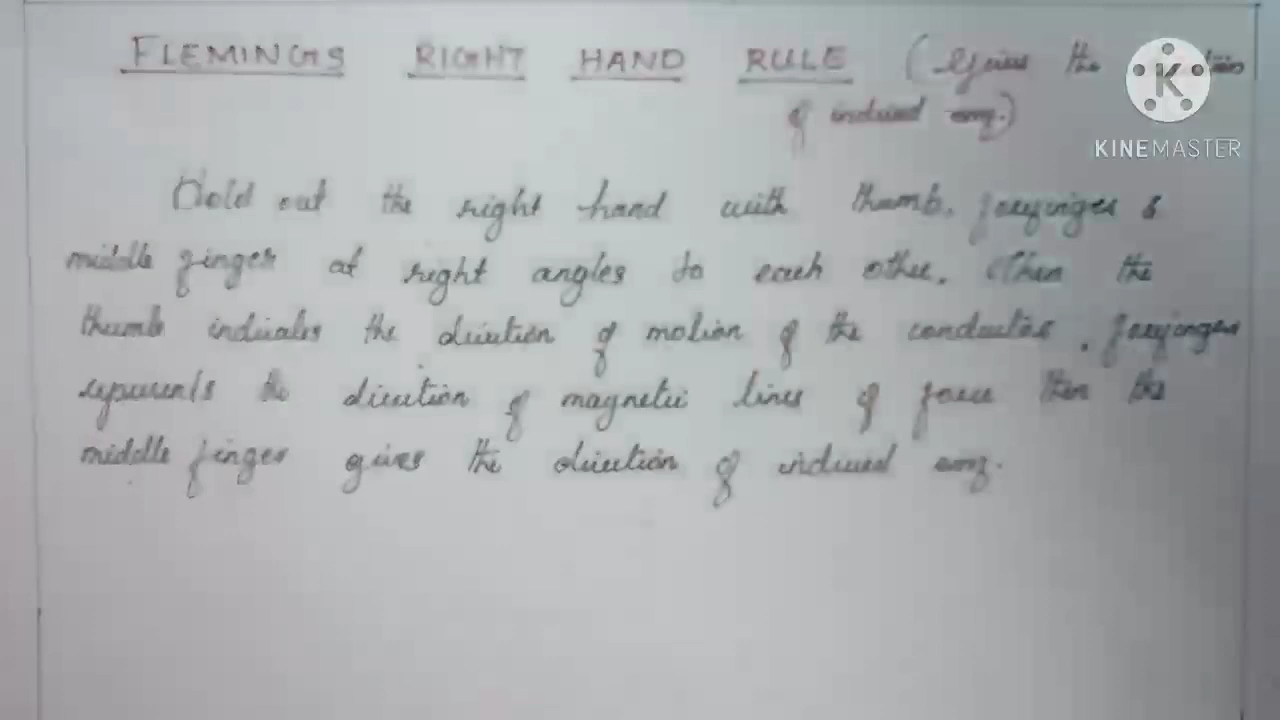 FLEMINGS RIGHT HAND RULE (Gives the
of induced emf.)
KINEMASTER
Hold out the right hand with thumb, forefinger &
middle finger at right angles to each other. Then the
thumb indicates the direction of motion of the conductor, forefinger
represents the direction of magnetic lines of force then the
middle finger gives the direction of induced emf.